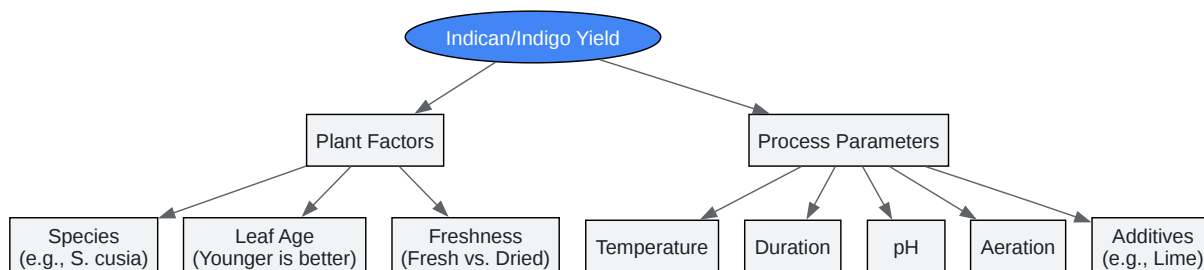 Indican/Indigo Yield
Plant Factors
Process Parameters
Species
(e.g., S. cusia)
Leaf Age
(Younger is better)
Freshness
(Fresh vs. Dried)
Temperature
Duration
pH
Aeration
Additives
(e.g., Lime)